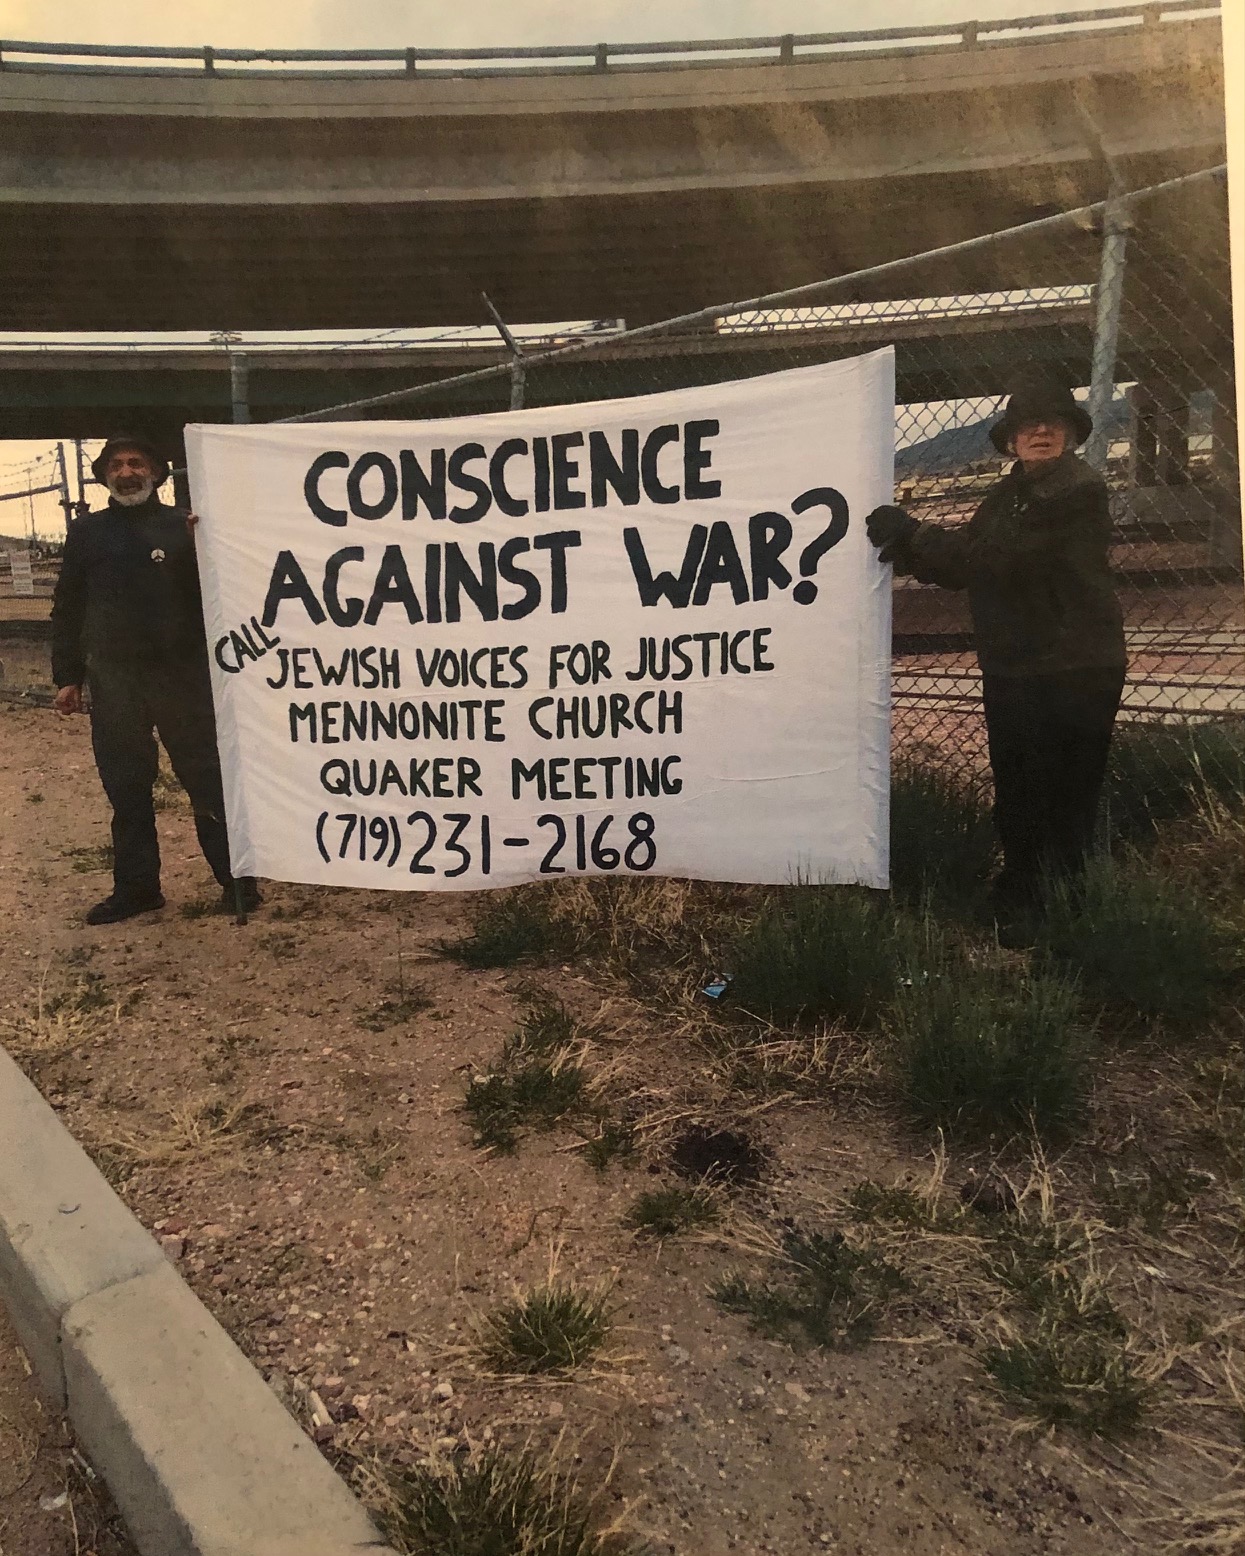 CONSCIENCE
AGAINST WAR?
CALL
JEWISH VOICES FOR JUSTICE
MENNONITE CHURCH
QUAKER MEETING
(719) 231-2168